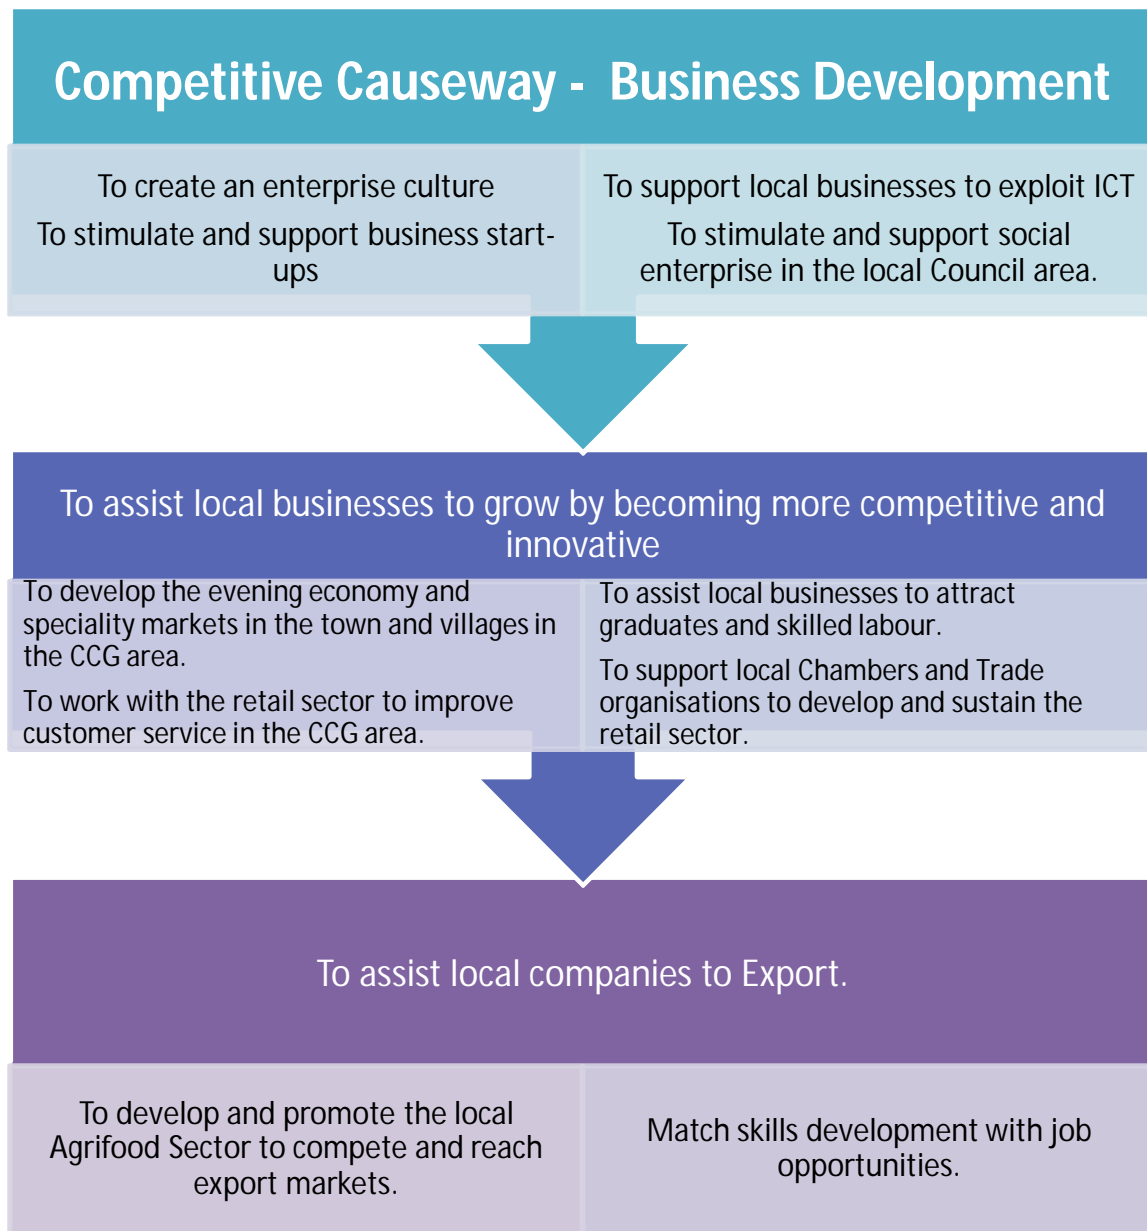 Competitive Causeway - Business Development
To create an enterprise culture
To stimulate and support business start-
ups
To support local businesses to exploit ICT
To stimulate and support social
enterprise in the local Council area.
To assist local businesses to grow by becoming more competitive and
innovative
To develop the evening economy and
speciality markets in the town and villages in
the CCG area.
To work with the retail sector to improve
customer service in the CCG area.
To assist local businesses to attract
graduates and skilled labour.
To support local Chambers and Trade
organisations to develop and sustain the
retail sector.
To assist local companies to Export.
To develop and promote the local
Agrifood Sector to compete and reach
export markets.
Match skills development with job
opportunities.